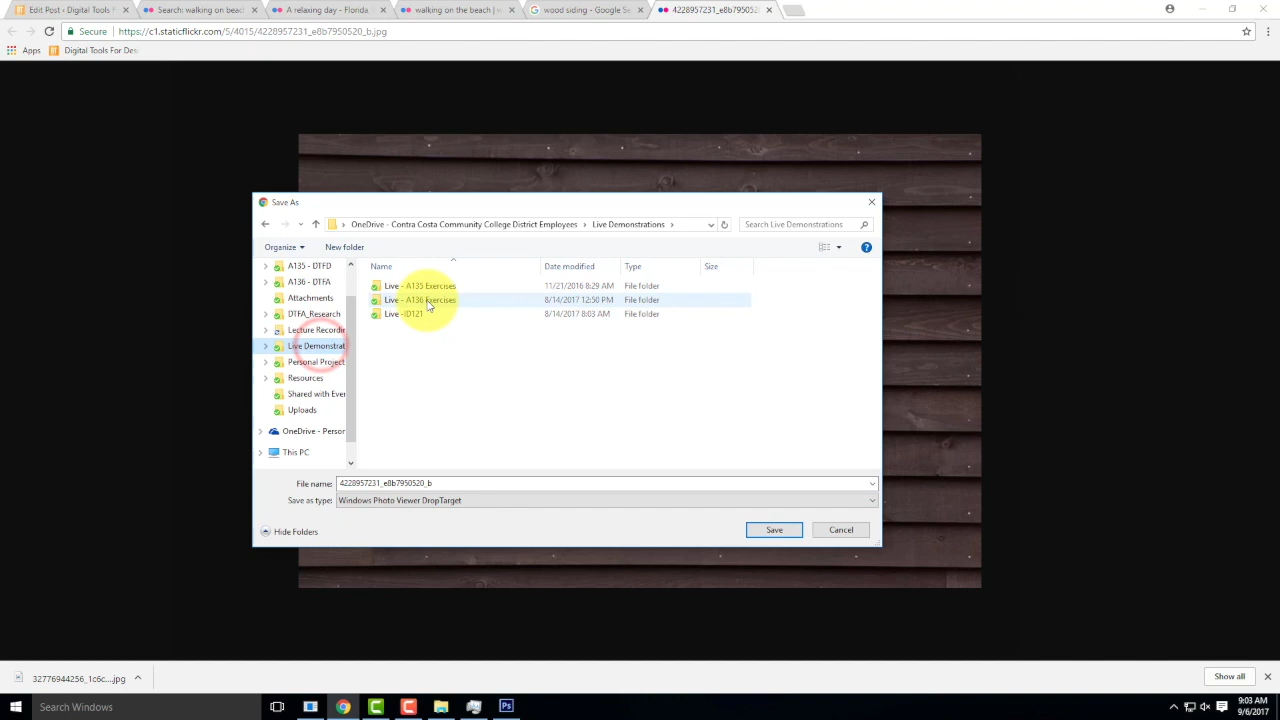 Edit Post ‹ Digital Tools F
Search: walking on beac
A relaxing day - Florida,
walking on the beach | v
wood siding - Google Se
4228957231_e8b7950520
Secure
https://c1.staticflickr.com/5/4015/4228957231_e8b7950520_b.jpg
Apps
Digital Tools For Des
Save As
OneDrive - Contra Costa Community College District Employees › Live Demonstrations ›
Search Live Demonstrations
Organize
New folder
A135 - DTFD
A136 - DTFA
Attachments
DTFA_Research
Lecture Recordin
Live Demonstrat
Personal Project
Resources
Shared with Ever
Uploads
OneDrive - Persor
This PC
Name Date modified Type Size
Live - A135 Exercises 11/21/2016 8:29 AM File folder
Live - A136 Exercises 8/14/2017 12:50 PM File folder
Live -ID121 8/14/2017 8:03 AM File folder
File name: 4228957231_e8b7950520_b
Save as type: Windows Photo Viewer DropTarget
Hide Folders
Save
Cancel
32776944256_1c6c....jpg
Show all
Search Windows
Ps
9:03 AM
9/6/2017